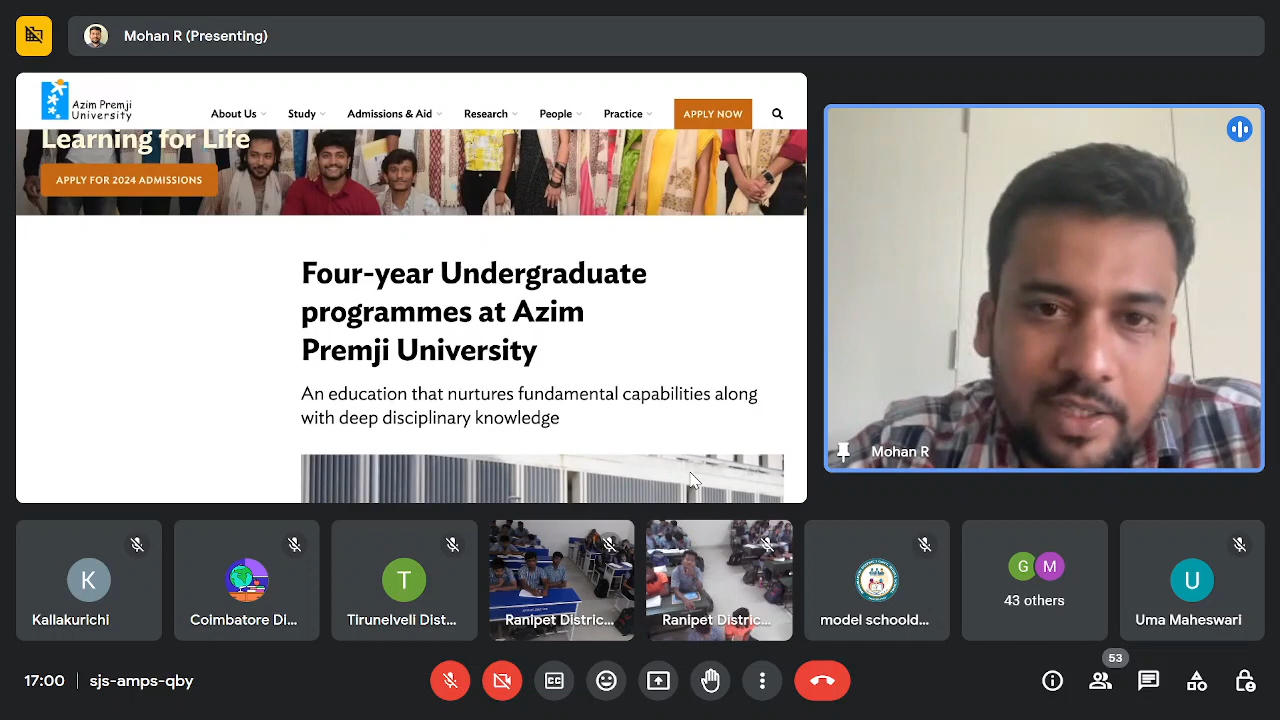 Mohan R (Presenting)
Azim Premji
University
About Us
Study
Admissions & Aid
Research
People
Practice
APPLY NOW
Learning for Life
APPLY FOR 2024 ADMISSIONS
Four-year Undergraduate
programmes at Azim
Premji University
An education that nurtures fundamental capabilities along
with deep disciplinary knowledge
Mohan R
K
Kallakurichi
Coimbatore Di...
T
Tirunelveli Dist...
Ranipet Distric...
Ranipet Distric...
model schoold...
G M
43 others
U
Uma Maheswari
17:00 | sjs-amps-qby
53